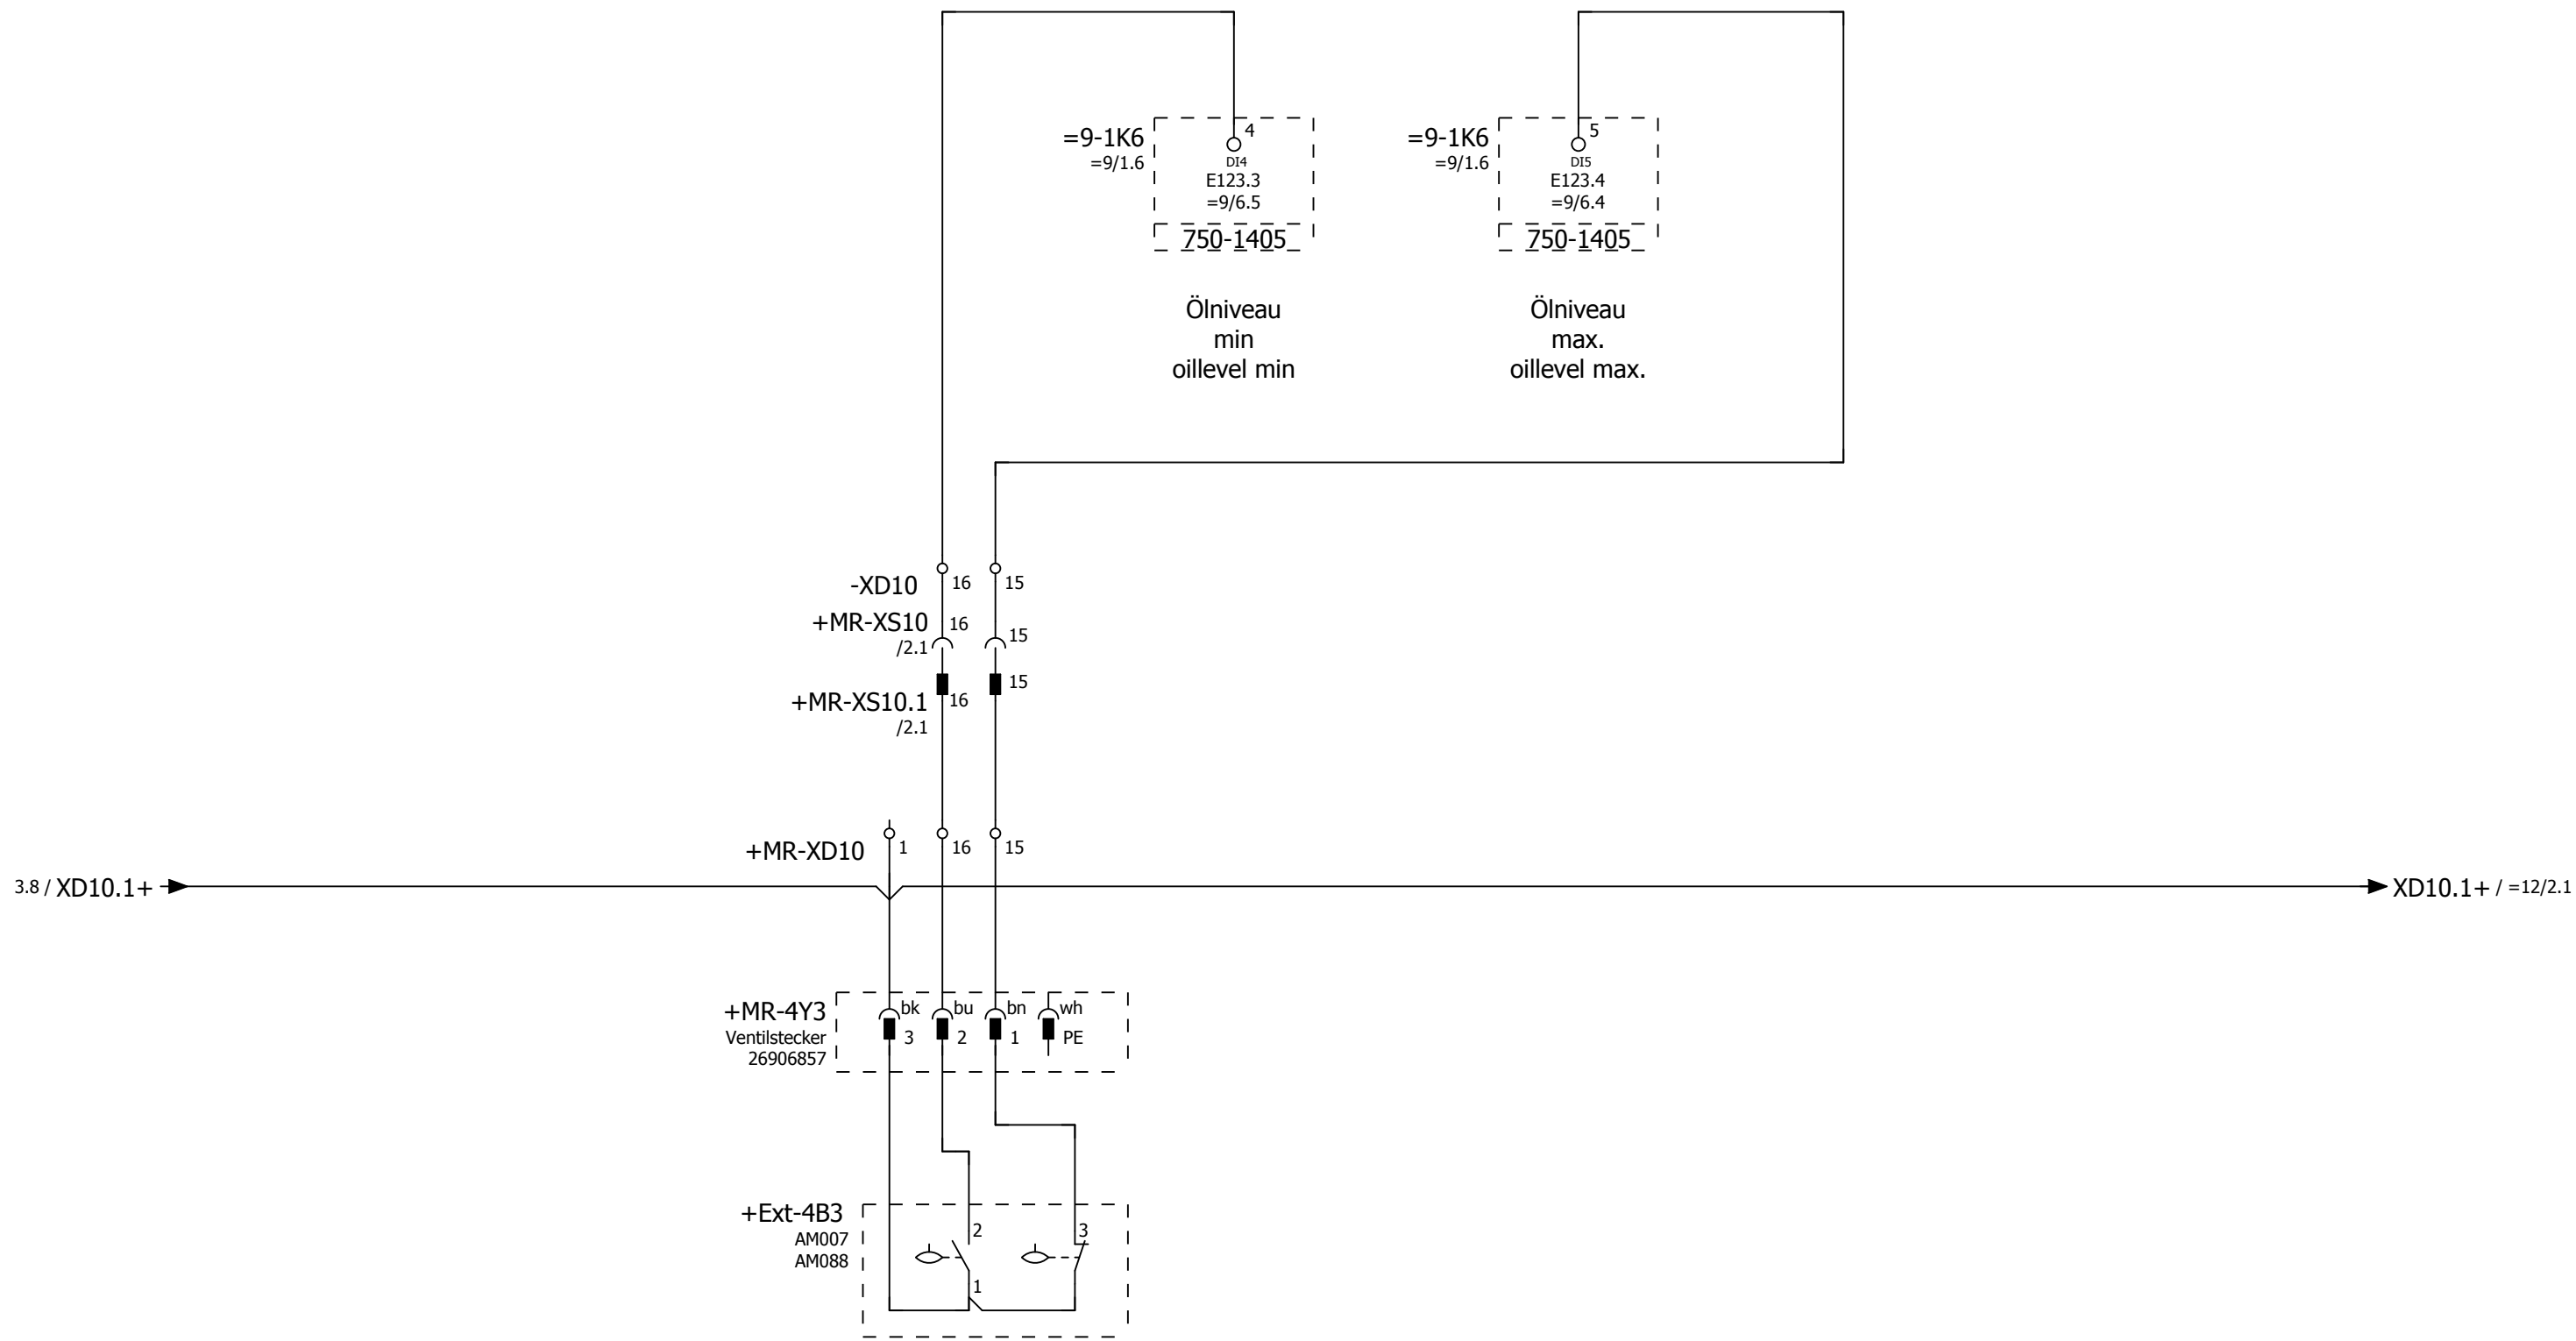 =9-1K6
=9/1.6
4
DI4
E123.3
=9/6.5
750-1405
=9-1K6
=9/1.6
5
DI5
E123.4
=9/6.4
750-1405
Ölniveau
min
oillevel min
Ölniveau
max.
oillevel max.
-XD10
16
15
+MR-XS10
/2.1
16
15
+MR-XS10.1
/2.1
16
15
+MR-XD10
1
16
15
3.8 / XD10.1+
XD10.1+ / =12/2.1
+MR-4Y3
Ventilstecker
26906857
bk
bu
bn
wh
3
2
1
PE
+Ext-4B3
AM007
AM088
2
3
1